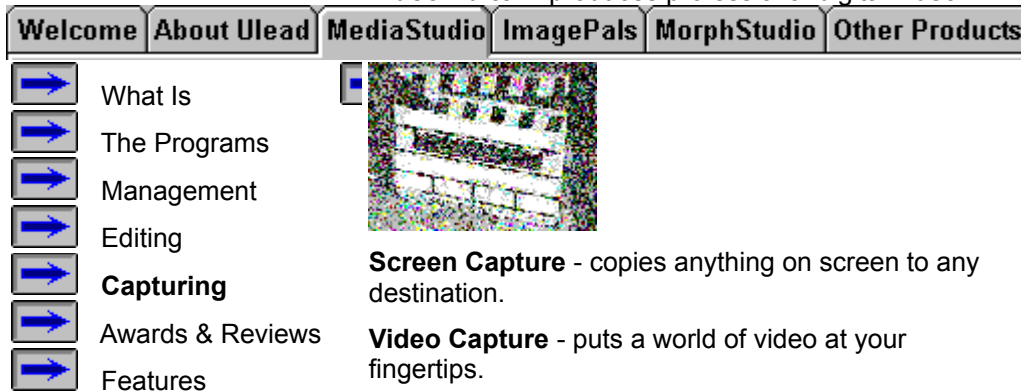 Welcome About Ulead MediaStudio ImagePals MorphStudio Other Products
What Is
The Programs
Management
Editing
Capturing
Awards & Reviews
Features
Screen Capture - copies anything on screen to any
destination.
Video Capture - puts a world of video at your
fingertips.